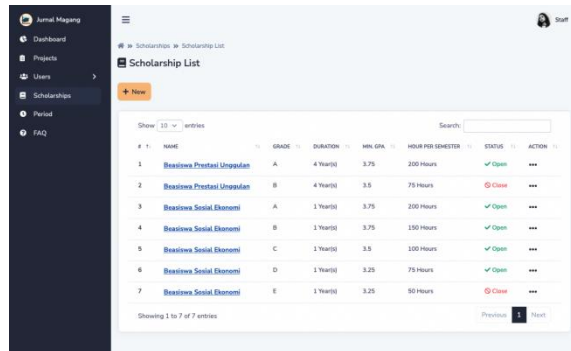 Jurnal Magang
Dashboard
Projects
Users
Scholarships
Period
FAQ
Staff
Scholarships Scholarship List
Scholarship List
+ New
Show 10 entries
Search:
# NAME GRADE DURATION MIN. GPA HOUR PER SEMESTER STATUS ACTION
1 Beasiswa Prestasi Unggulan A 4 Year(s) 3.75 200 Hours Open
2 Beasiswa Prestasi Unggulan B 4 Year(s) 3.5 75 Hours Close
3 Beasiswa Sosial Ekonomi A 1 Year(s) 3.75 200 Hours Open
4 Beasiswa Sosial Ekonomi B 1 Year(s) 3.75 150 Hours Open
5 Beasiswa Sosial Ekonomi C 1 Year(s) 3.5 100 Hours Open
6 Beasiswa Sosial Ekonomi D 1 Year(s) 3.25 75 Hours Open
7 Beasiswa Sosial Ekonomi E 1 Year(s) 3.25 50 Hours Close
Showing 1 to 7 of 7 entries
Previous 1 Next